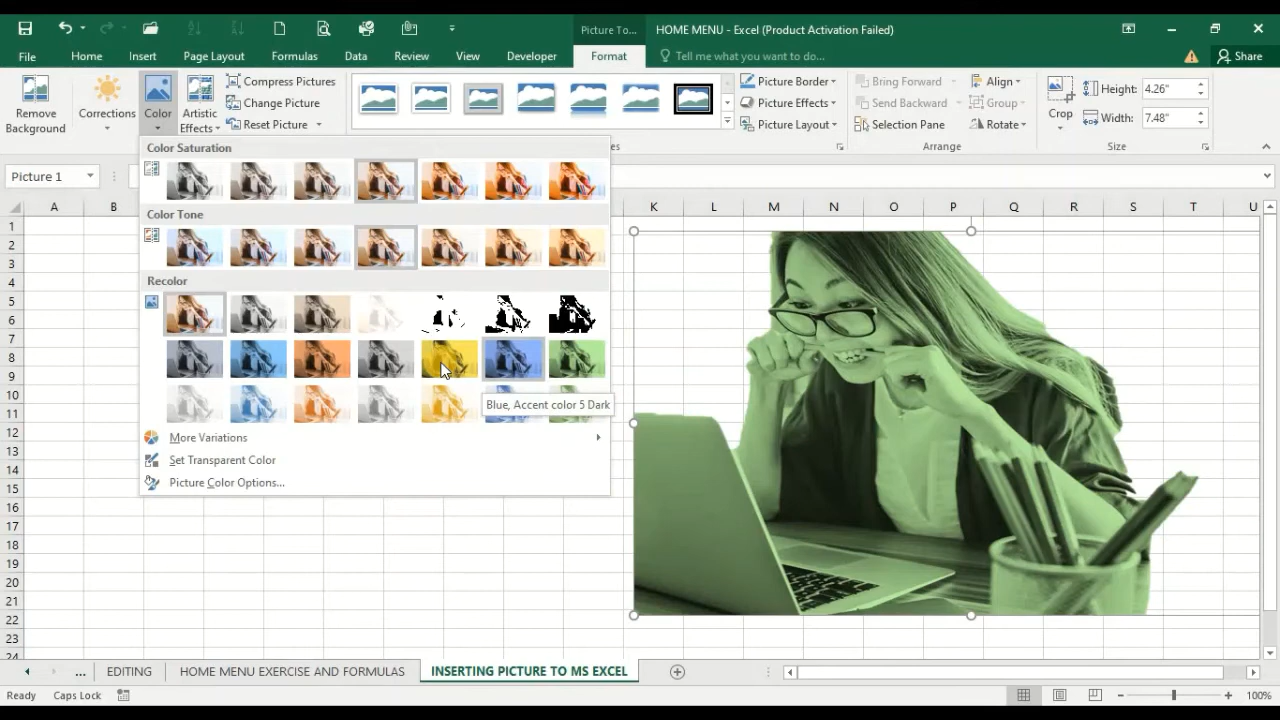 Picture To...
HOME MENU - Excel (Product Activation Failed)
File
Home
Insert
Page Layout
Formulas
Data
Review
View
Developer
Format
Tell me what you want to do...
Share
Remove Background
Corrections
Color
Artistic Effects
Compress Pictures
Change Picture
Reset Picture
Picture Border
Picture Effects
Picture Layout
Bring Forward
Send Backward
Selection Pane
Align
Group
Rotate
Crop
Height: 4.26"
Width: 7.48"
es
Arrange
Size
Picture 1
Color Saturation
Color Tone
Recolor
Blue, Accent color 5 Dark
More Variations
Set Transparent Color
Picture Color Options...
A B K L M N O P Q R S T U
1
2
3
4
5
6
7
8
9
10
11
12
13
14
15
16
17
18
19
20
21
22
23
24
... EDITING HOME MENU EXERCISE AND FORMULAS INSERTING PICTURE TO MS EXCEL
Ready Caps Lock 100%